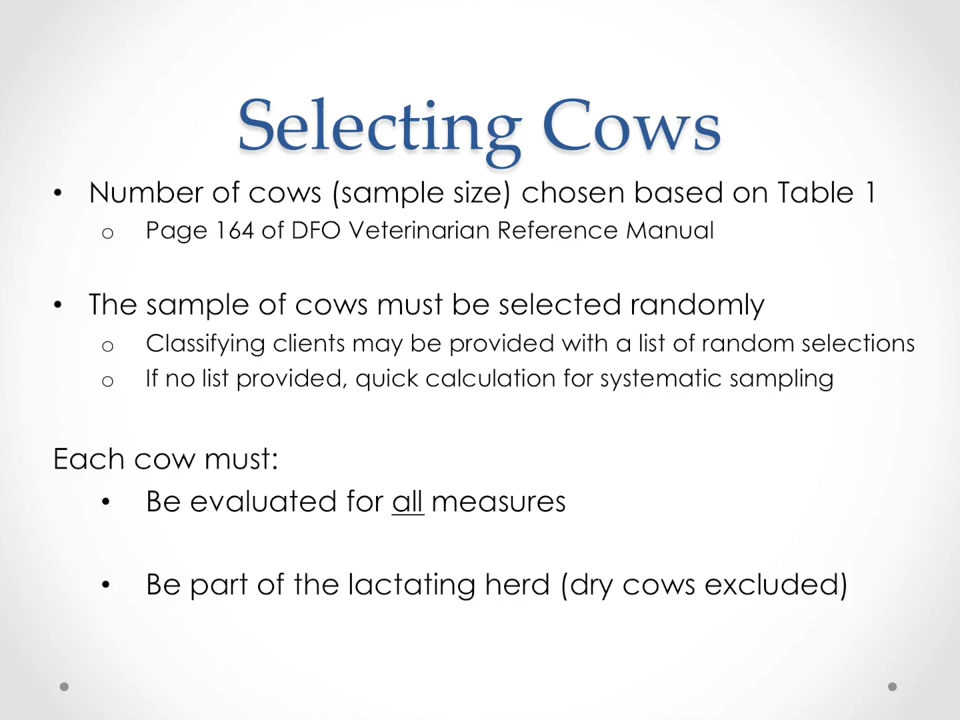 Selecting Cows
• Number of cows (sample size) chosen based on Table 1
o Page 164 of DFO Veterinarian Reference Manual
• The sample of cows must be selected randomly
o Classifying clients may be provided with a list of random selections
o If no list provided, quick calculation for systematic sampling
Each cow must:
• Be evaluated for all measures
• Be part of the lactating herd (dry cows excluded)